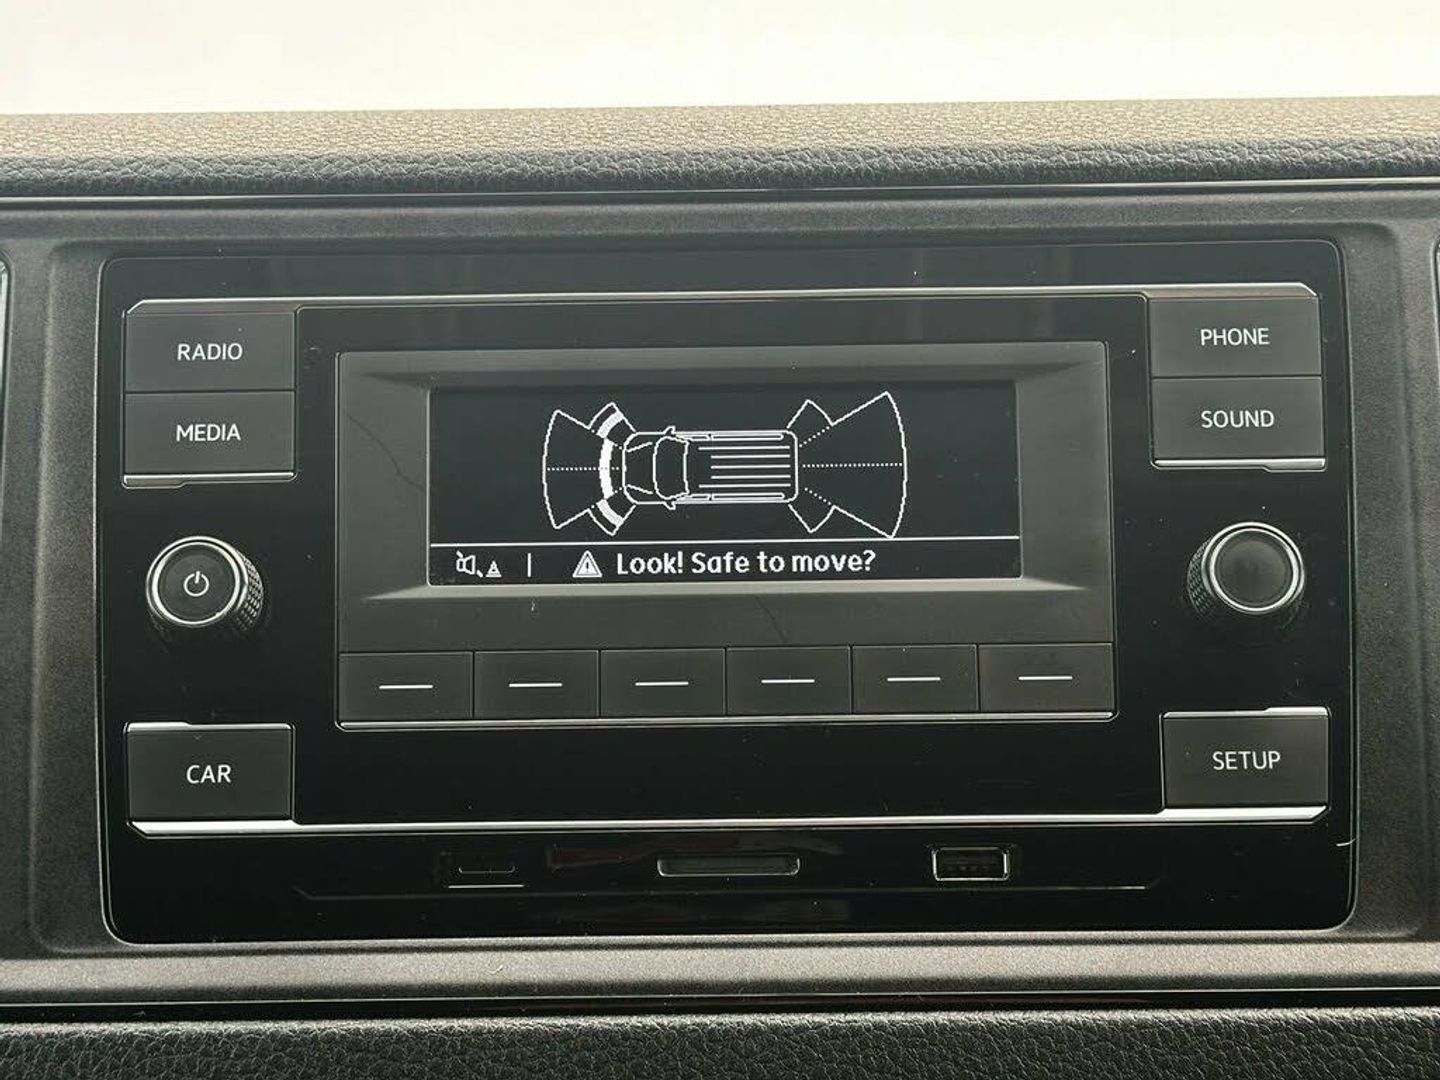 RADIO
MEDIA
PHONE
SOUND
Look! Safe to move?
CAR
SETUP